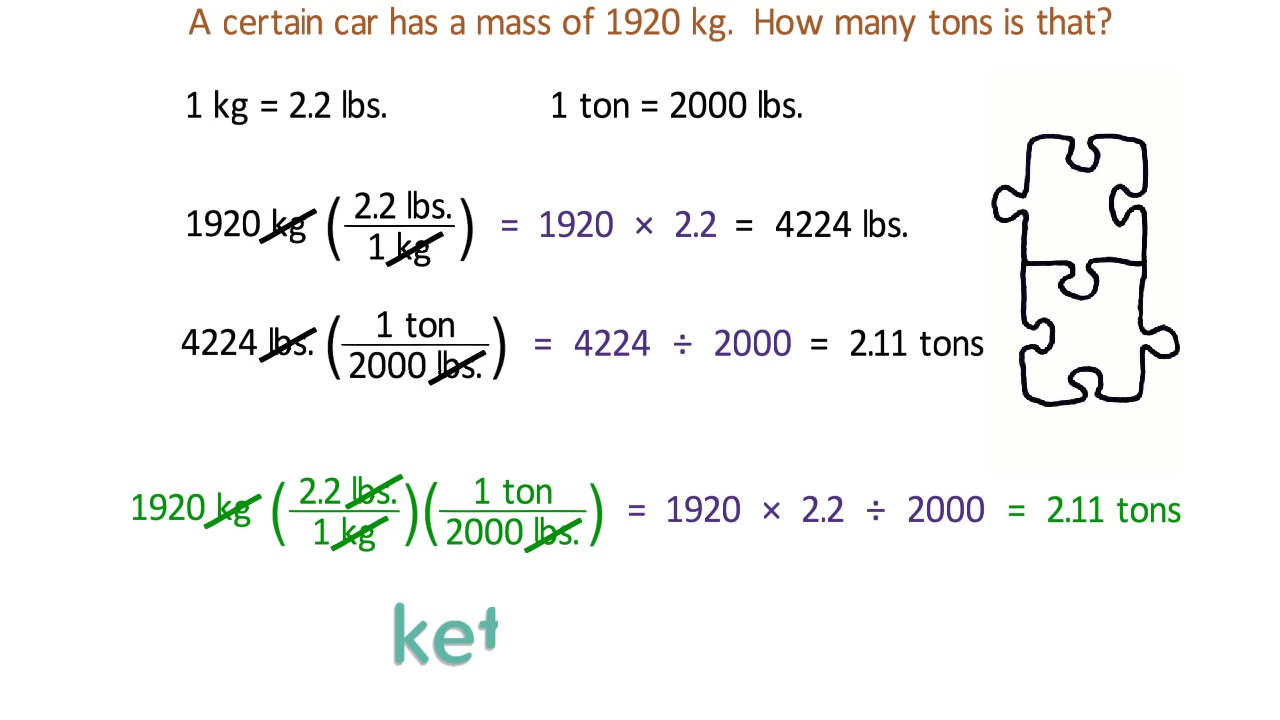 A certain car has a mass of 1920 kg. How many tons is that?
1 kg = 2.2 lbs. 1 ton = 2000 lbs.
1920 kg (2.2 lbs. / 1 kg) = 1920 × 2.2 = 4224 lbs.
4224 lbs. (1 ton / 2000 lbs.) = 4224 ÷ 2000 = 2.11 tons
1920 kg (2.2 lbs. / 1 kg)(1 ton / 2000 lbs.) = 1920 × 2.2 ÷ 2000 = 2.11 tons
ket